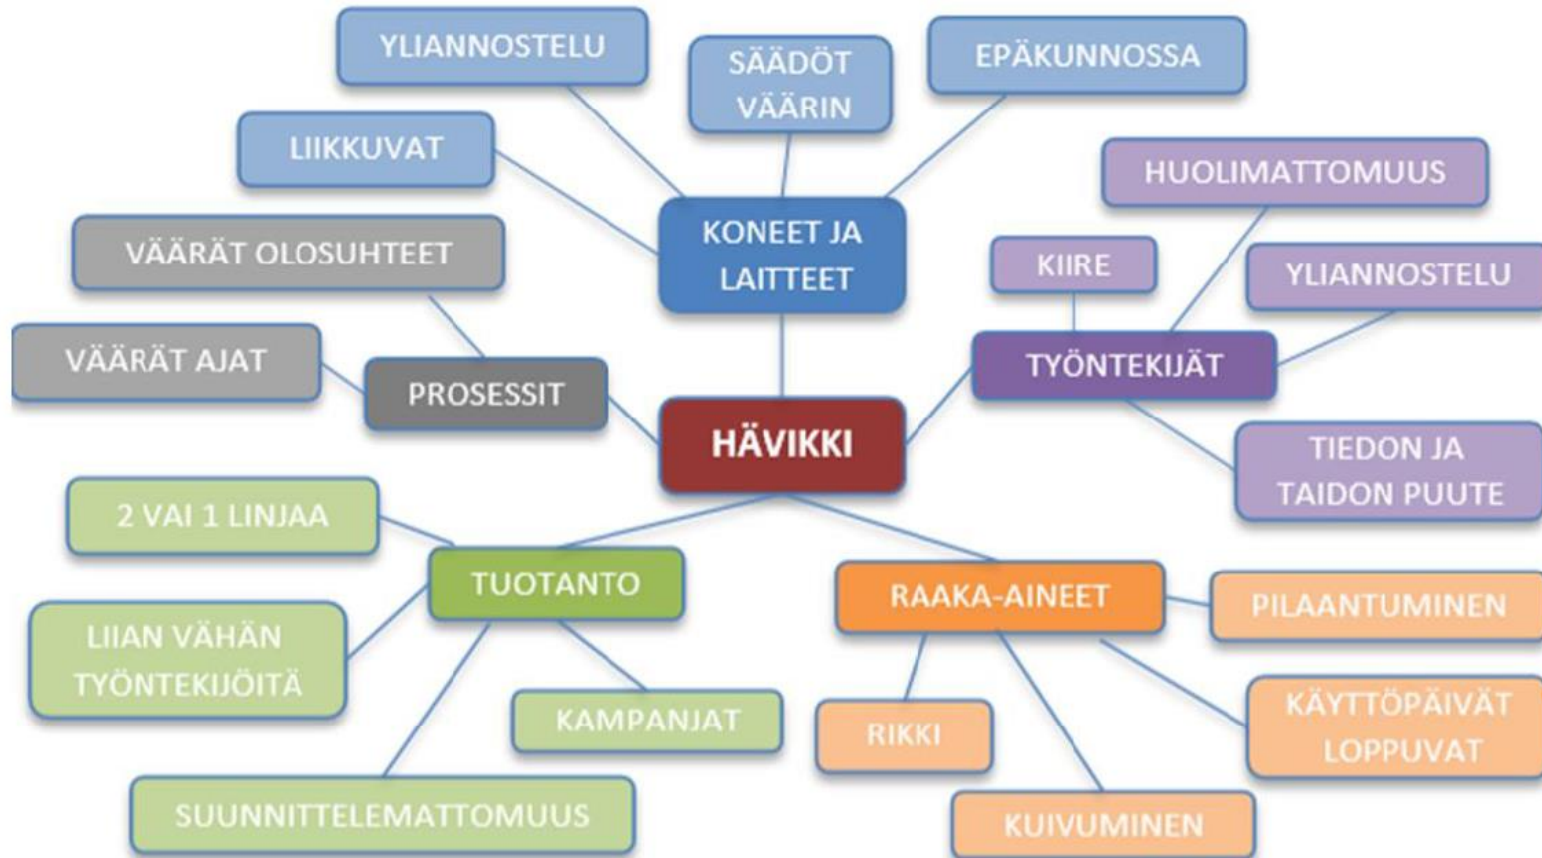 YLIANNOSTELU
SÄÄDÖT
VÄÄRIN
EPÄKUNNOSSA
LIIKKUVAT
HUOLIMATTOMUUS
KONEET JA
LAITTEET
VÄÄRÄT OLOSUHTEET
KIIRE
YLIANNOSTELU
VÄÄRÄT AJAT
PROSESSIT
TYÖNTEKIJÄT
HÄVIKKI
TIEDON JA
TAIDON PUUTE
2 VAI 1 LINJAA
TUOTANTO
RAAKA-AINEET
PILAANTUMINEN
LIIAN VÄHÄN
TYÖNTEKIJÖITÄ
KAMPANJAT
RIKKI
KÄYTTÖPÄIVÄT
LOPPUVAT
SUUNNITTELEMATTOMUUS
KUIVUMINEN